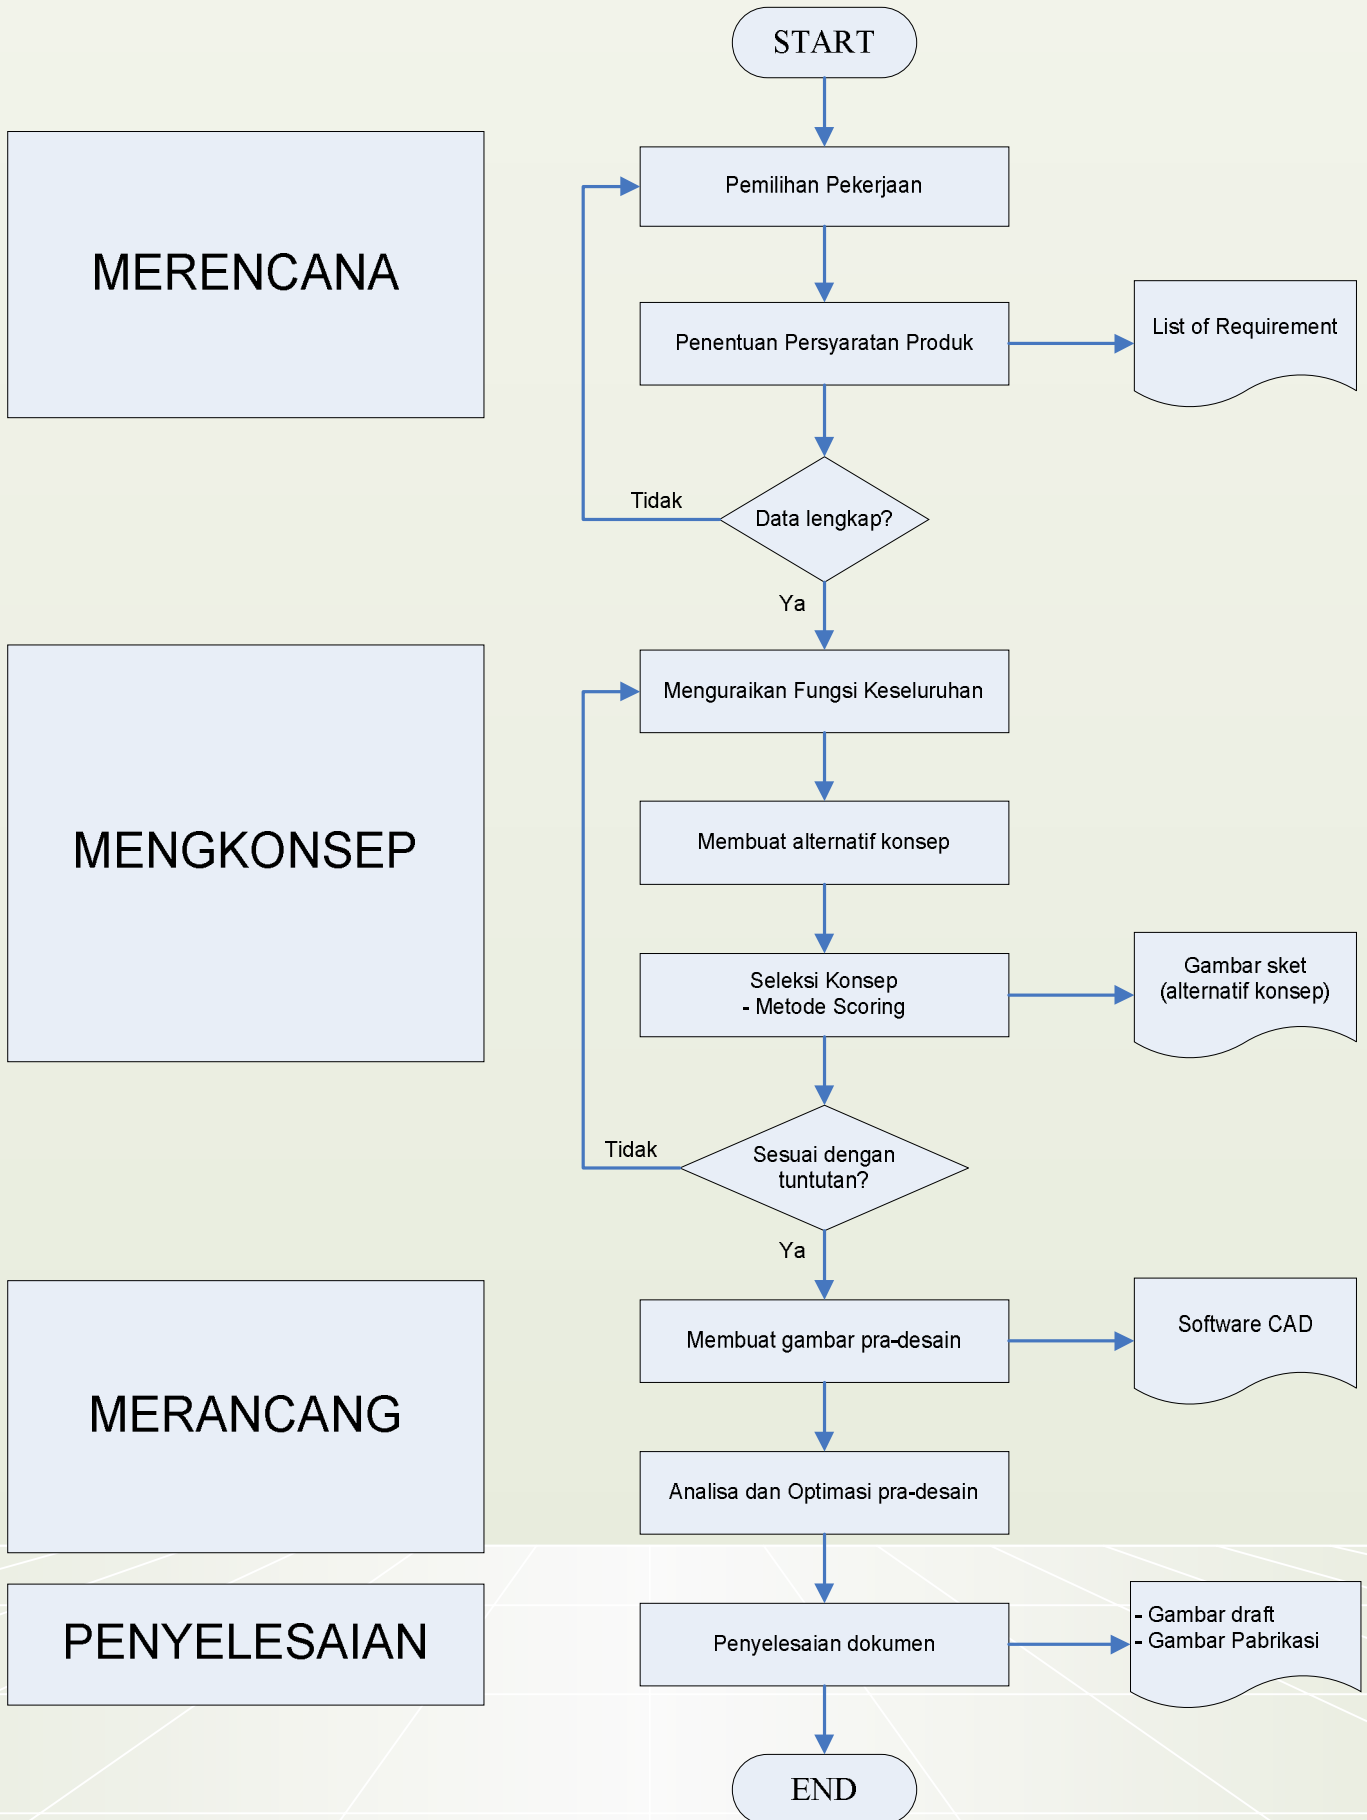 START
MERENCANA
Pemilihan Pekerjaan
Penentuan Persyaratan Produk
List of Requirement
Tidak
Data lengkap?
Ya
MENGKONSEP
Menguraikan Fungsi Keseluruhan
Membuat alternatif konsep
Seleksi Konsep
- Metode Scoring
Gambar sket
(alternatif konsep)
Tidak
Sesuai dengan
tuntutan?
Ya
MERANCANG
Membuat gambar pra-desain
Software CAD
Analisa dan Optimasi pra-desain
PENYELESAIAN
Penyelesaian dokumen
- Gambar draft
- Gambar Pabrikasi
END